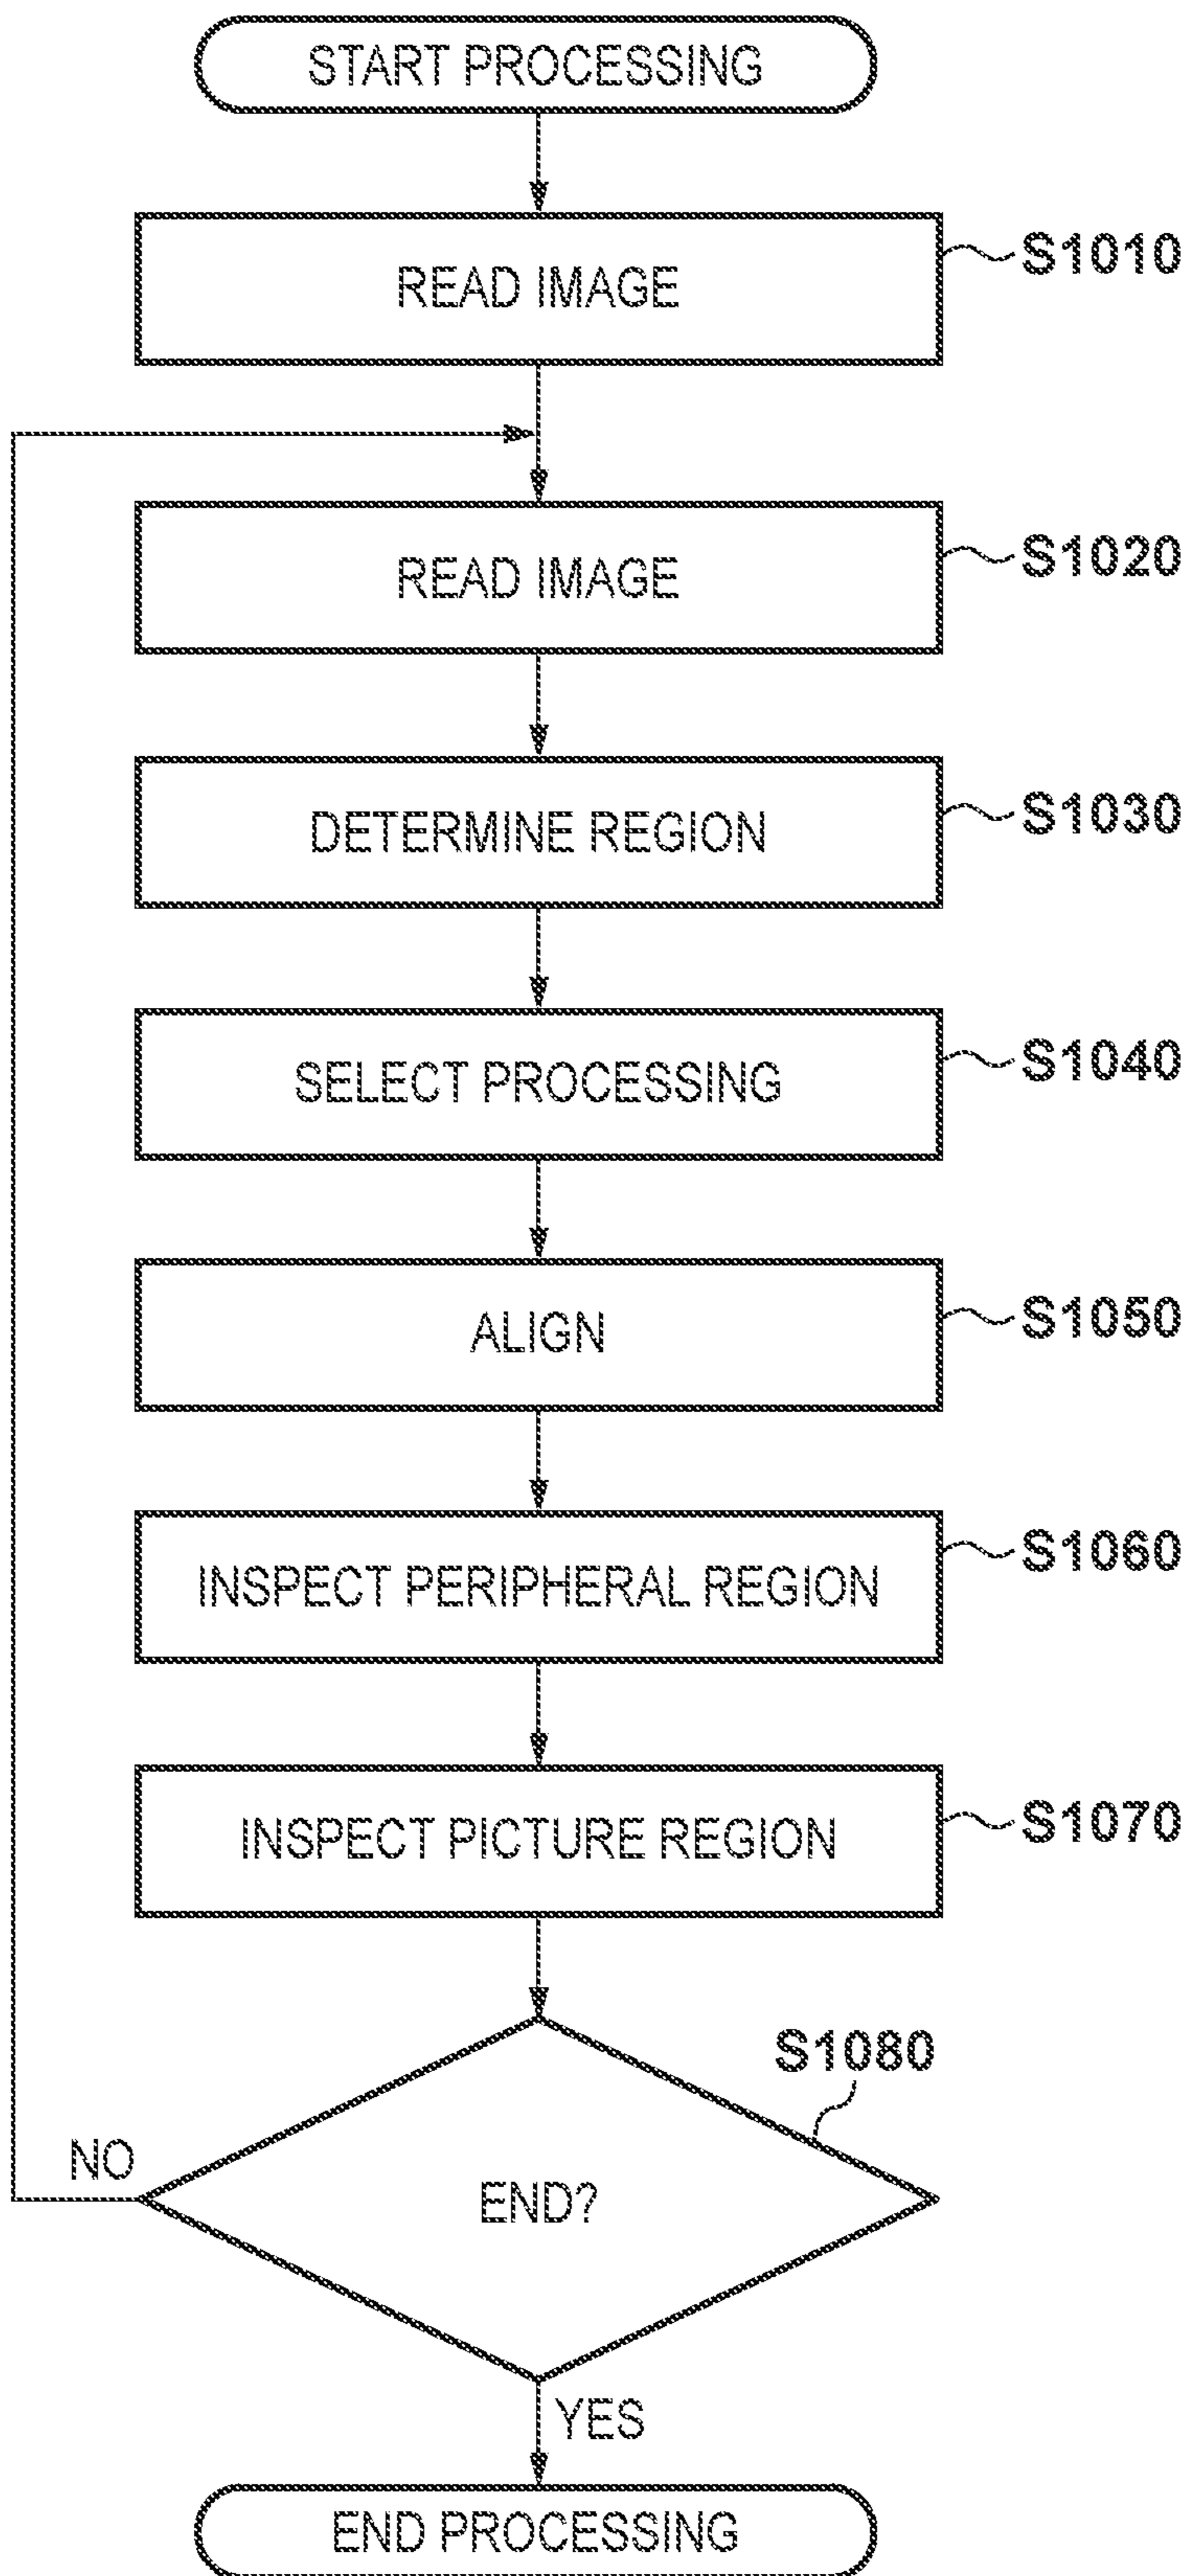 START PROCESSING
READ IMAGE
S1010
READ IMAGE
S1020
DETERMINE REGION
S1030
SELECT PROCESSING
S1040
ALIGN
S1050
INSPECT PERIPHERAL REGION
S1060
INSPECT PICTURE REGION
S1070
S1080
NO
END?
YES
END PROCESSING